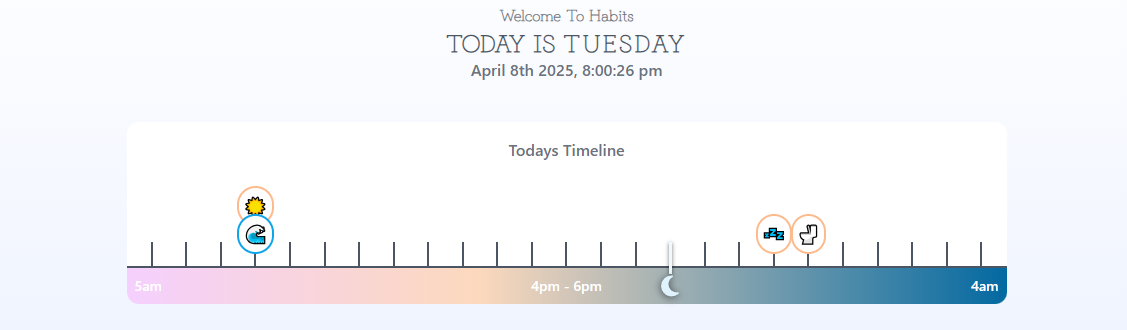 Welcome To Habits
TODAY IS TUESDAY
April 8th 2025, 8:00:26 pm
Todays Timeline
5am
4pm - 6pm
4am